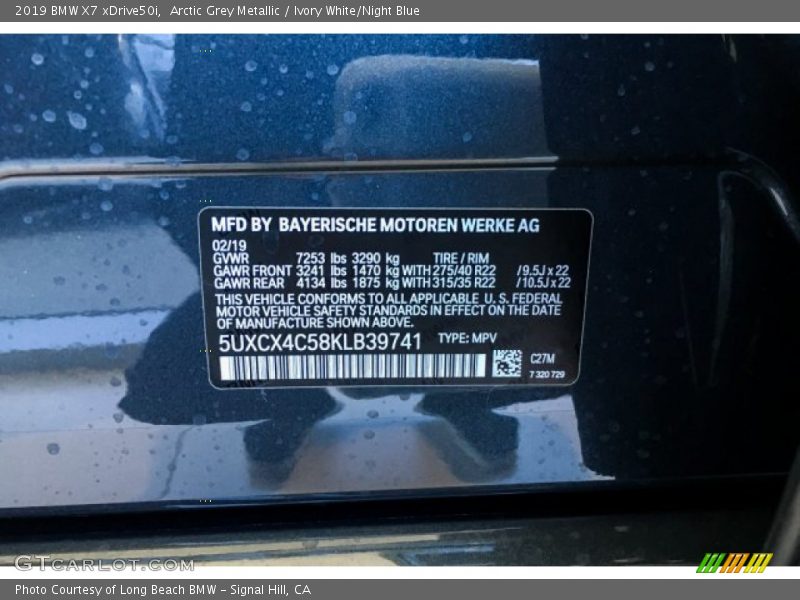 2019 BMW X7 xDrive50i, Arctic Grey Metallic / Ivory White/Night Blue
MFD BY BAYERISCHE MOTOREN WERKE AG
02/19
GVWR 7253 lbs 3290 kg TIRE / RIM
GAWR FRONT 3241 lbs 1470 kg WITH 275/40 R22 /9.5J x 22
GAWR REAR 4134 lbs 1875 kg WITH 315/35 R22 /10.5J x 22
THIS VEHICLE CONFORMS TO ALL APPLICABLE U. S. FEDERAL
MOTOR VEHICLE SAFETY STANDARDS IN EFFECT ON THE DATE
OF MANUFACTURE SHOWN ABOVE.
5UXCX4C58KLB39741 TYPE: MPV
C27M
7 320 729
GTCARLOT.COM
Photo Courtesy of Long Beach BMW - Signal Hill, CA